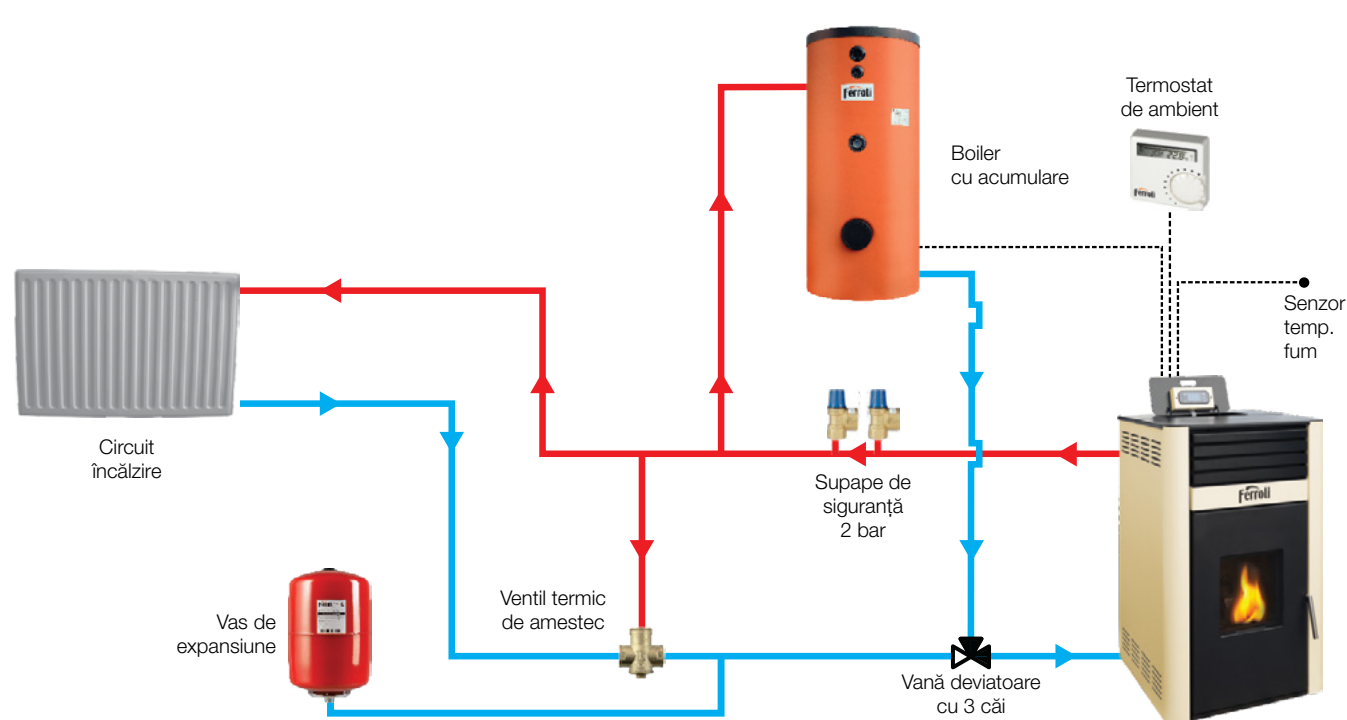 Ferroli
Termostat
de ambient
Boiler
cu acumulare
Ferroli
Senzor
temp.
fum
Circuit
încălzire
Supape de
siguranță
2 bar
Ferroli
Vas de
expansiune
Ventil termic
de amestec
Vană deviatoare
cu 3 căi